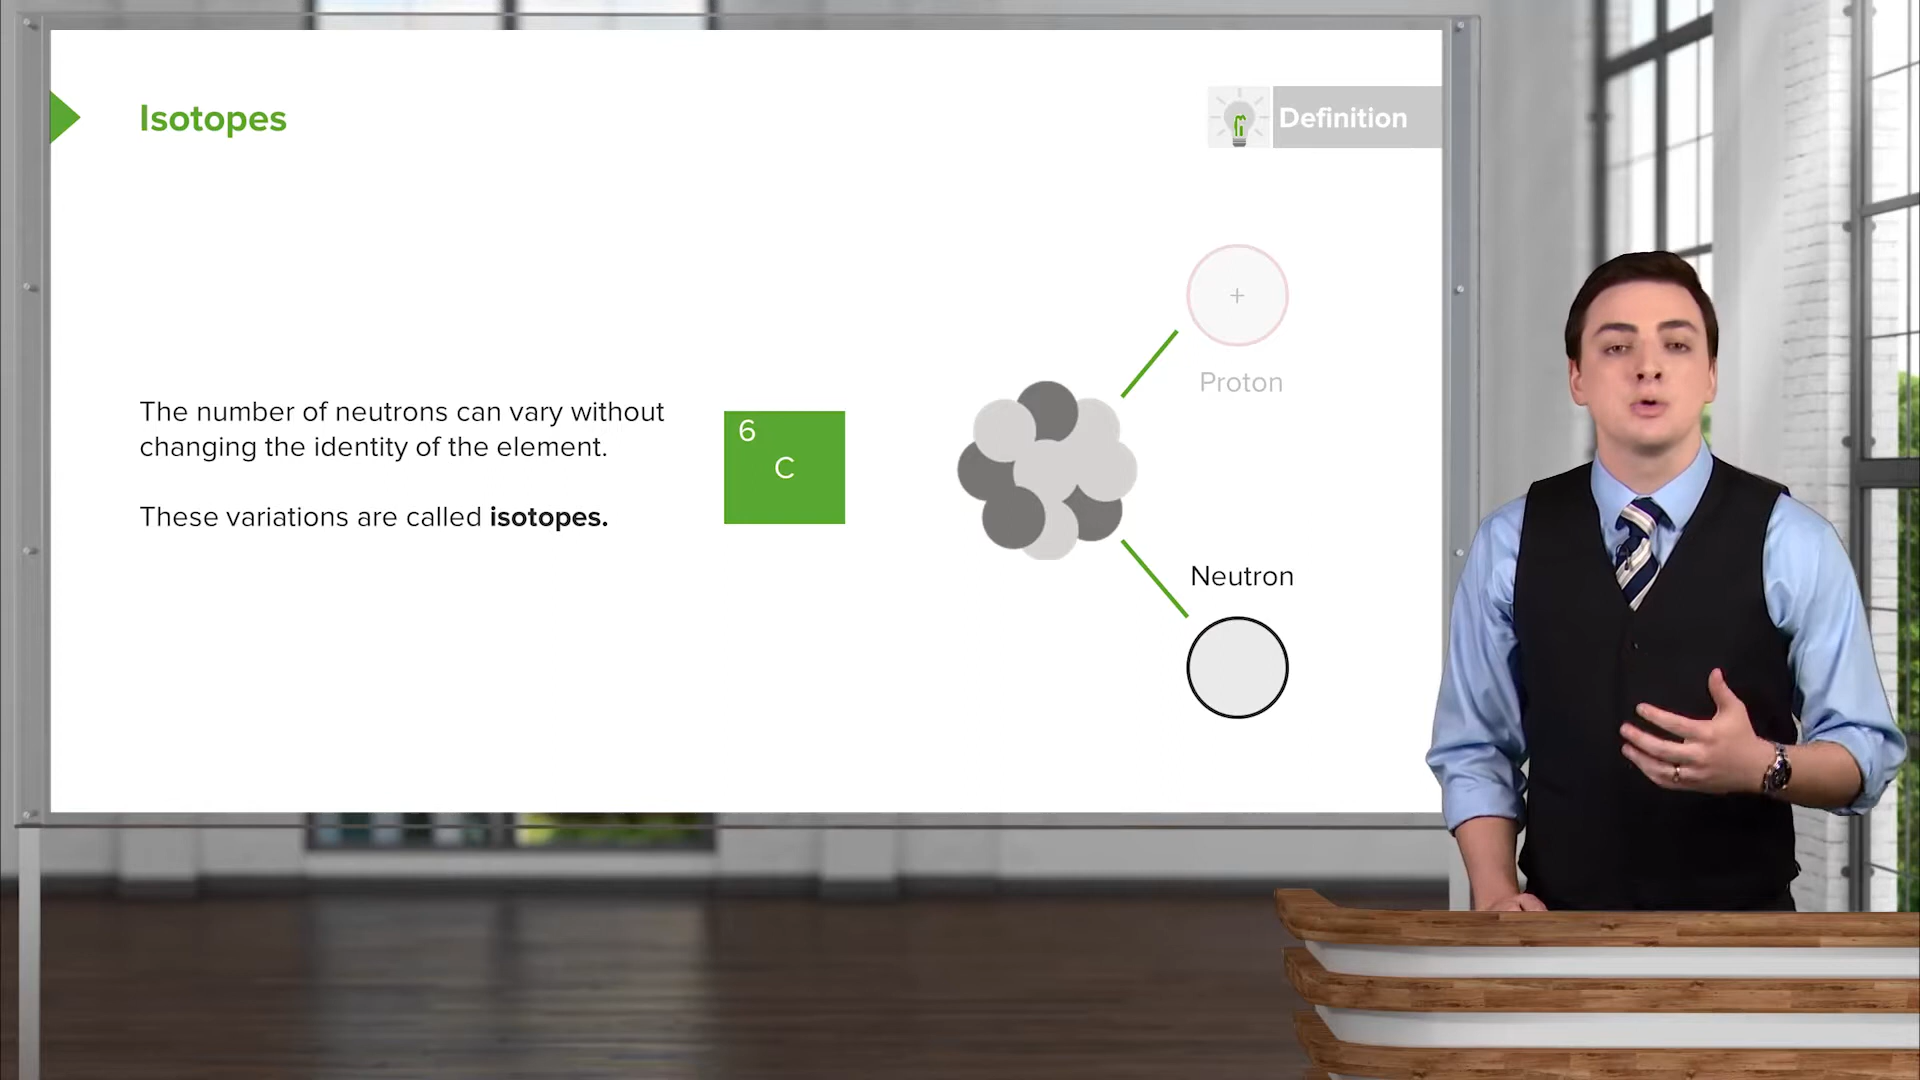 Isotopes
Definition
+
Proton
The number of neutrons can vary without
changing the identity of the element.
6
C
These variations are called isotopes.
Neutron